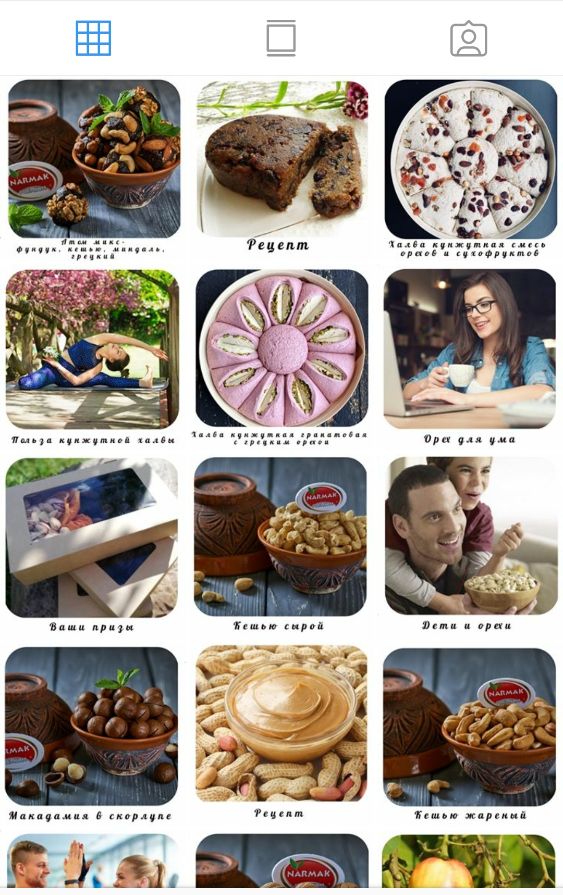 NARMAK
Атом микс-
фундук, кешью, миндаль,
грецкий
Рецепт
Халва кунжутная смесь
орехов и сухофруктов
Польза кунжутной халвы
Халва кунжутная гранатовая
с грецким орехом
Орех для ума
NARMAK
Ваши призы
Кешью сырой
Дети и орехи
NARMAK
NARMAK
Макадамия в скорлупе
Рецепт
Кешью жареный
NARMAK